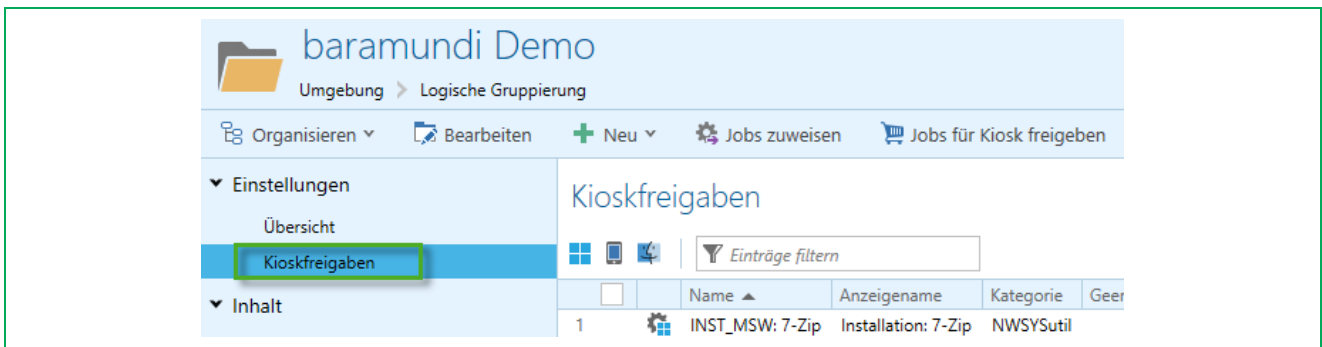 baramundi Demo
Umgebung > Logische Gruppierung
Organisieren Bearbeiten Neu Jobs zuweisen Jobs für Kiosk freigeben
Einstellungen
Übersicht
Kioskfreigaben
Inhalt
Kioskfreigaben
Einträge filtern
Name Anzeigename Kategorie
1 INST_MSW: 7-Zip Installation: 7-Zip NWSYSutil